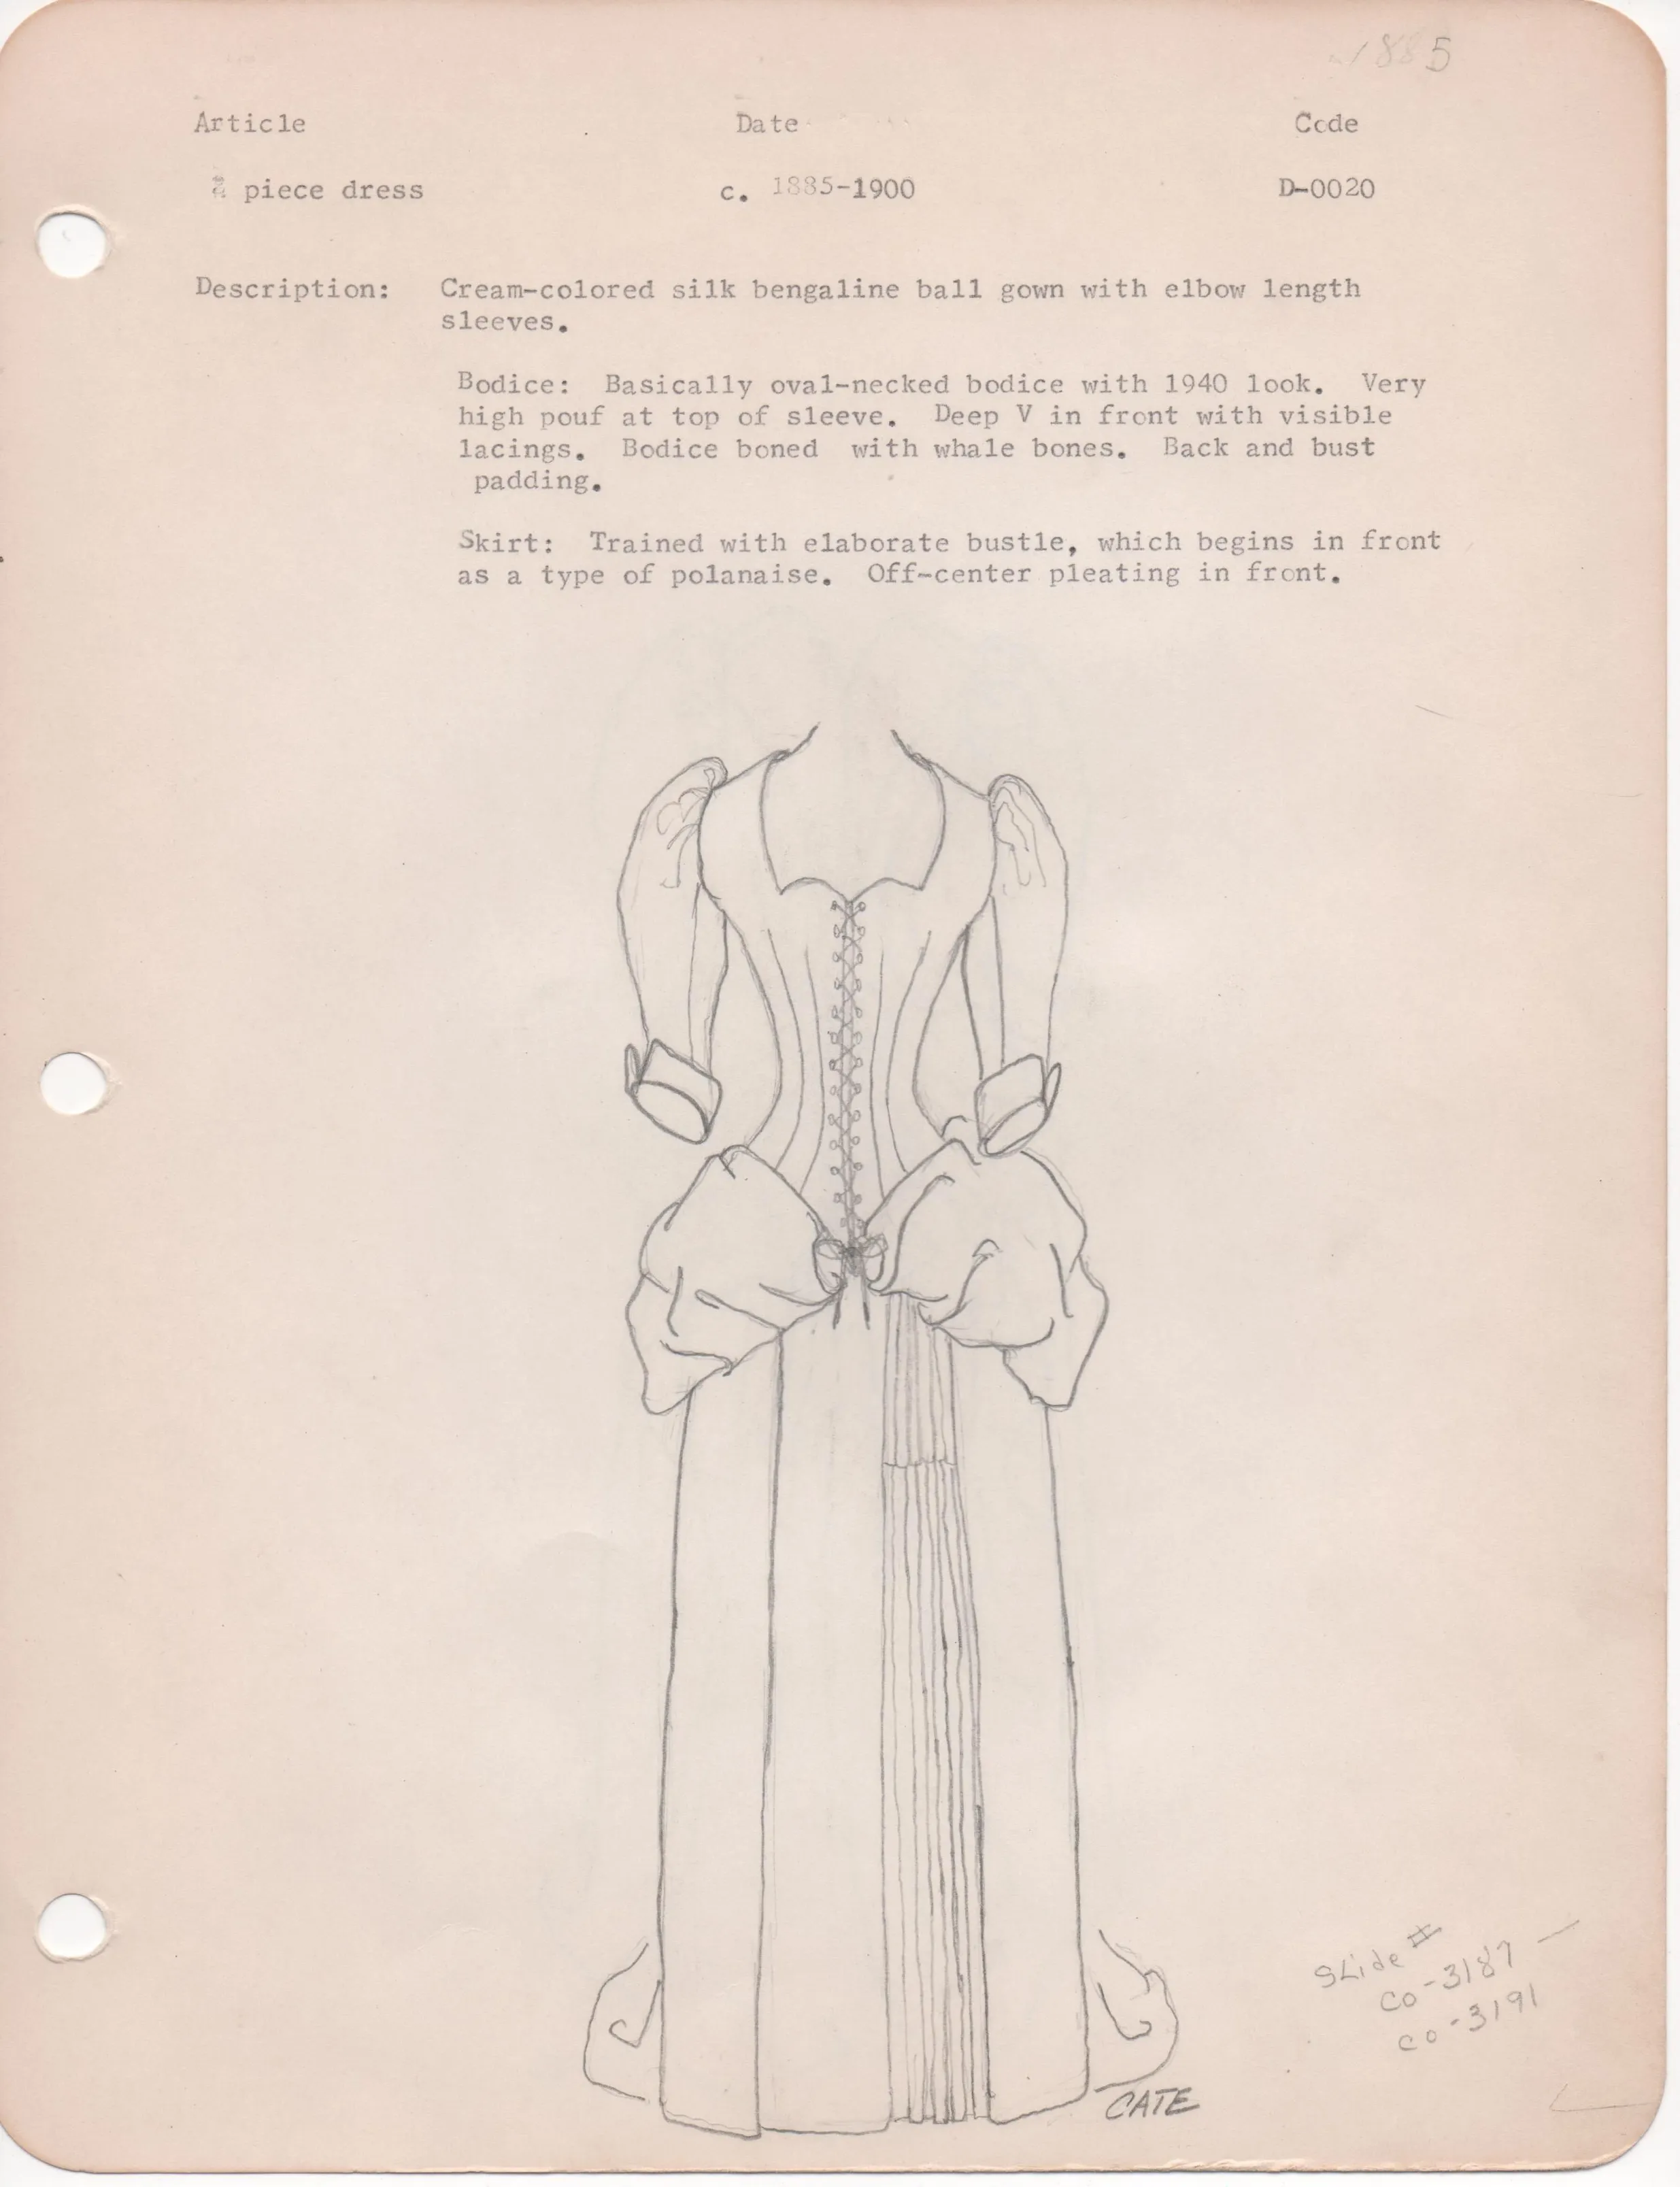 1885
Article Date Code
2 piece dress c. 1885-1900 D-0020
Description: Cream-colored silk bengaline ball gown with elbow length
sleeves.
Bodice: Basically oval-necked bodice with 1940 look. Very
high pouf at top of sleeve. Deep V in front with visible
lacings. Bodice boned with whale bones. Back and bust
padding.
Skirt: Trained with elaborate bustle, which begins in front
as a type of polanaise. Off-center pleating in front.
SLide #
CO-3187 —
CO-3191
CATE